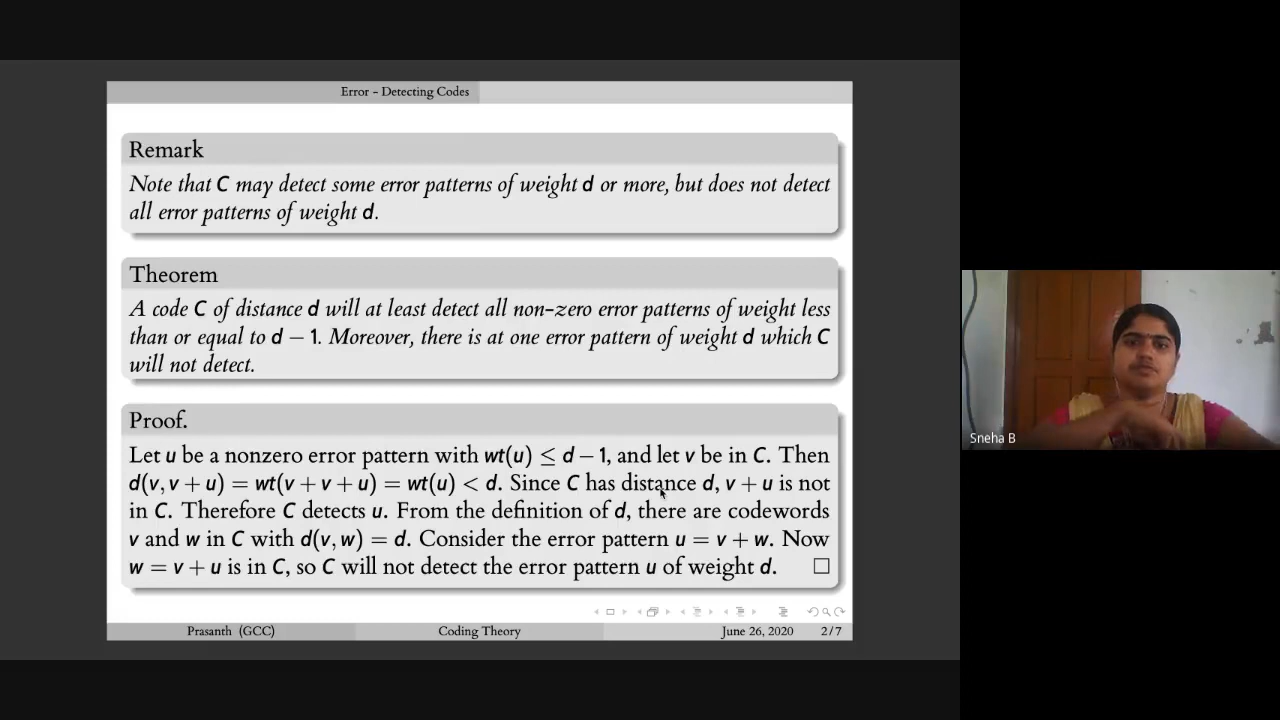 Error - Detecting Codes
Remark
Note that C may detect some error patterns of weight d or more, but does not detect
all error patterns of weight d.
Theorem
A code C of distance d will at least detect all non-zero error patterns of weight less
than or equal to d − 1. Moreover, there is at one error pattern of weight d which C
will not detect.
Proof.
Let u be a nonzero error pattern with wt(u) ≤ d − 1, and let v be in C. Then
d(v, v + u) = wt(v + v + u) = wt(u) < d. Since C has distance d, v + u is not
in C. Therefore C detects u. From the definition of d, there are codewords
v and w in C with d(v, w) = d. Consider the error pattern u = v + w. Now
w = v + u is in C, so C will not detect the error pattern u of weight d. □
Prasanth (GCC) Coding Theory June 26, 2020 2/7
Sneha B